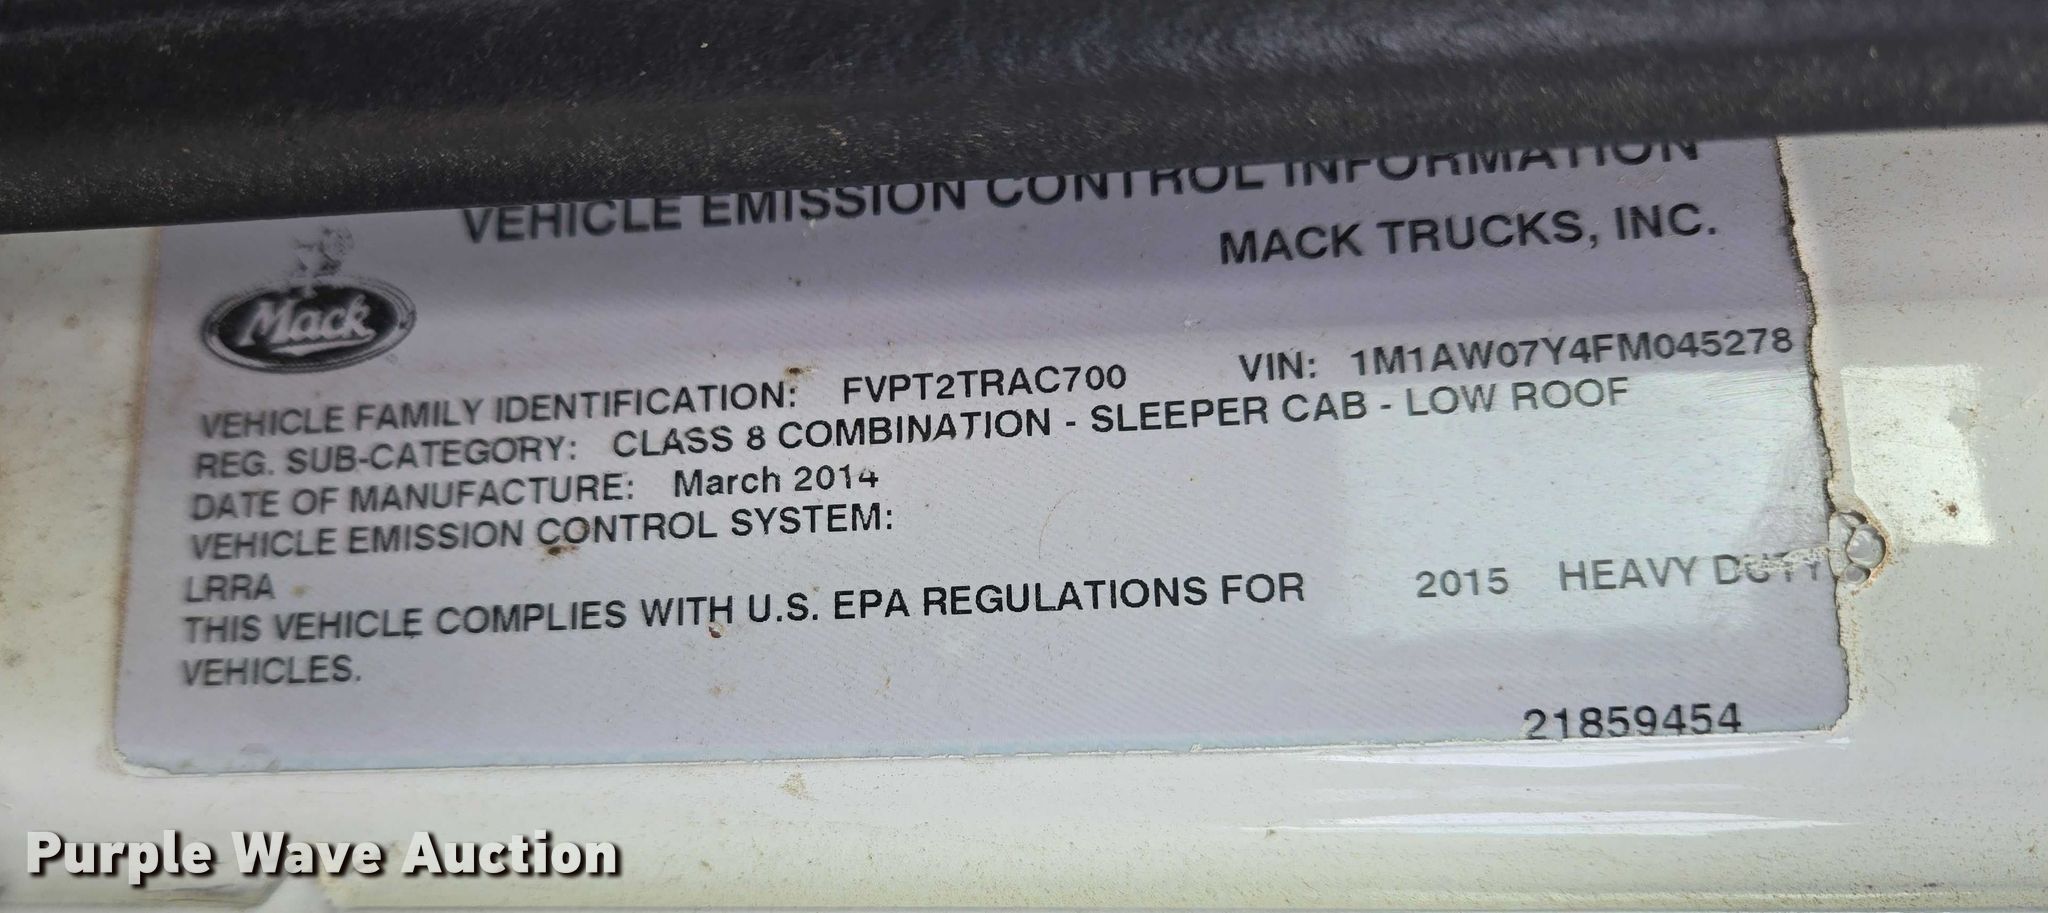 VEHICLE EMISSION CONTROL INFORMATION
MACK TRUCKS, INC.
Mack
VEHICLE FAMILY IDENTIFICATION: FVPT2TRAC700 VIN: 1M1AW07Y4FM045278
REG. SUB-CATEGORY: CLASS 8 COMBINATION - SLEEPER CAB - LOW ROOF
DATE OF MANUFACTURE: March 2014
VEHICLE EMISSION CONTROL SYSTEM:
LRRA
THIS VEHICLE COMPLIES WITH U.S. EPA REGULATIONS FOR 2015 HEAVY DUTY
VEHICLES.
21859454
Purple Wave Auction